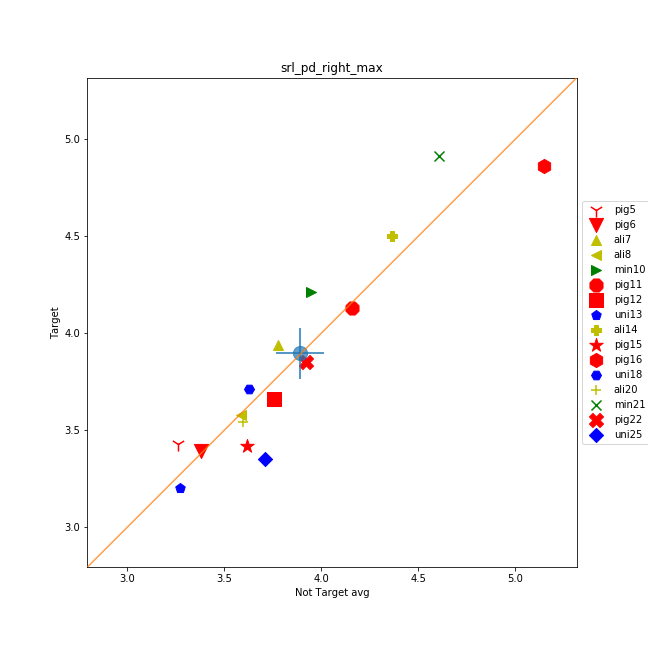 srl_pd_right_max
Target
5.0
4.5
4.0
3.5
3.0
3.0 3.5 4.0 4.5 5.0
Not Target avg
pig5
pig6
ali7
ali8
min10
pig11
pig12
uni13
ali14
pig15
pig16
uni18
ali20
min21
pig22
uni25